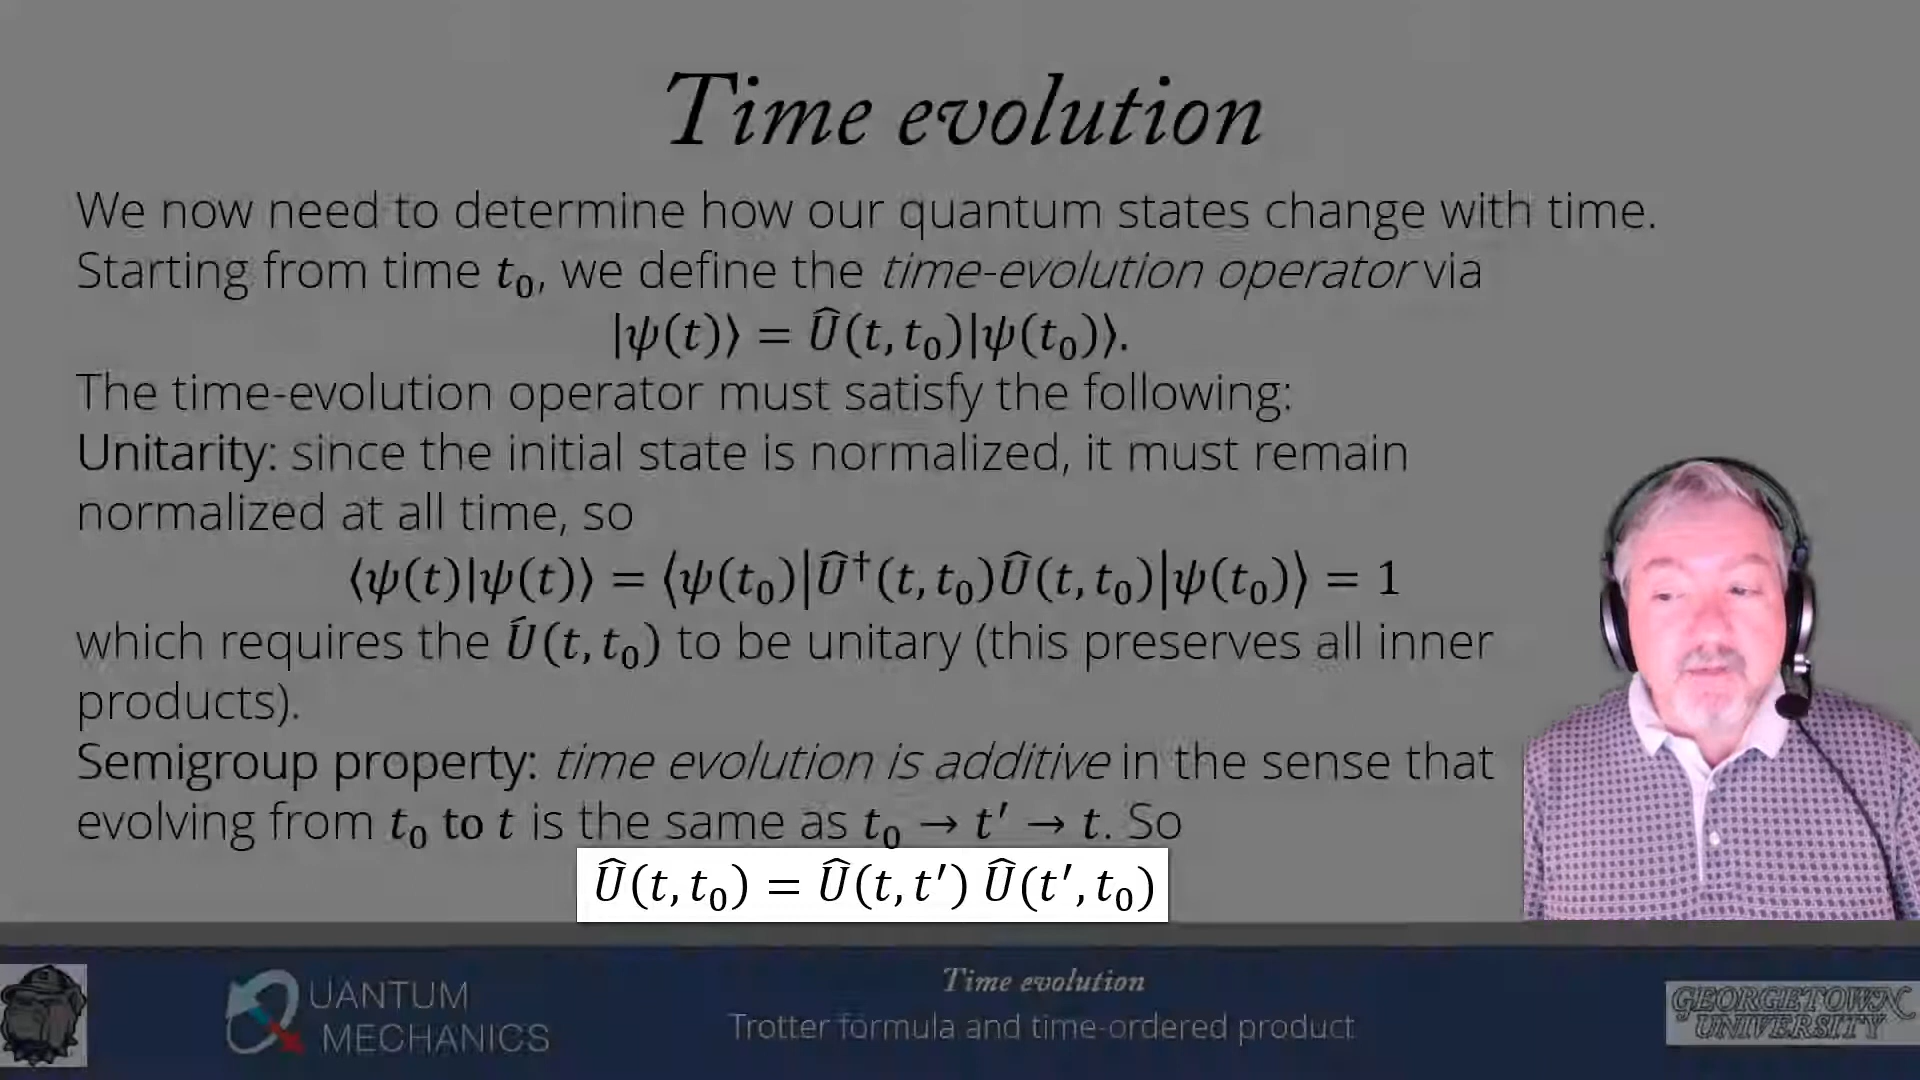 Time evolution
We now need to determine how our quantum states change with time.
Starting from time t₀, we define the time-evolution operator via
|ψ(t)⟩ = Û(t, t₀)|ψ(t₀)⟩.
The time-evolution operator must satisfy the following:
Unitarity: since the initial state is normalized, it must remain
normalized at all time, so
⟨ψ(t)|ψ(t)⟩ = ⟨ψ(t₀)|Û†(t, t₀)Û(t, t₀)|ψ(t₀)⟩ = 1
which requires the Û(t, t₀) to be unitary (this preserves all inner
products).
Semigroup property: time evolution is additive in the sense that
evolving from t₀ to t is the same as t₀ → t′ → t. So
Û(t, t₀) = Û(t, t′) Û(t′, t₀)
QUANTUM
MECHANICS
Time evolution
Trotter formula and time-ordered product
GEORGETOWN
UNIVERSITY